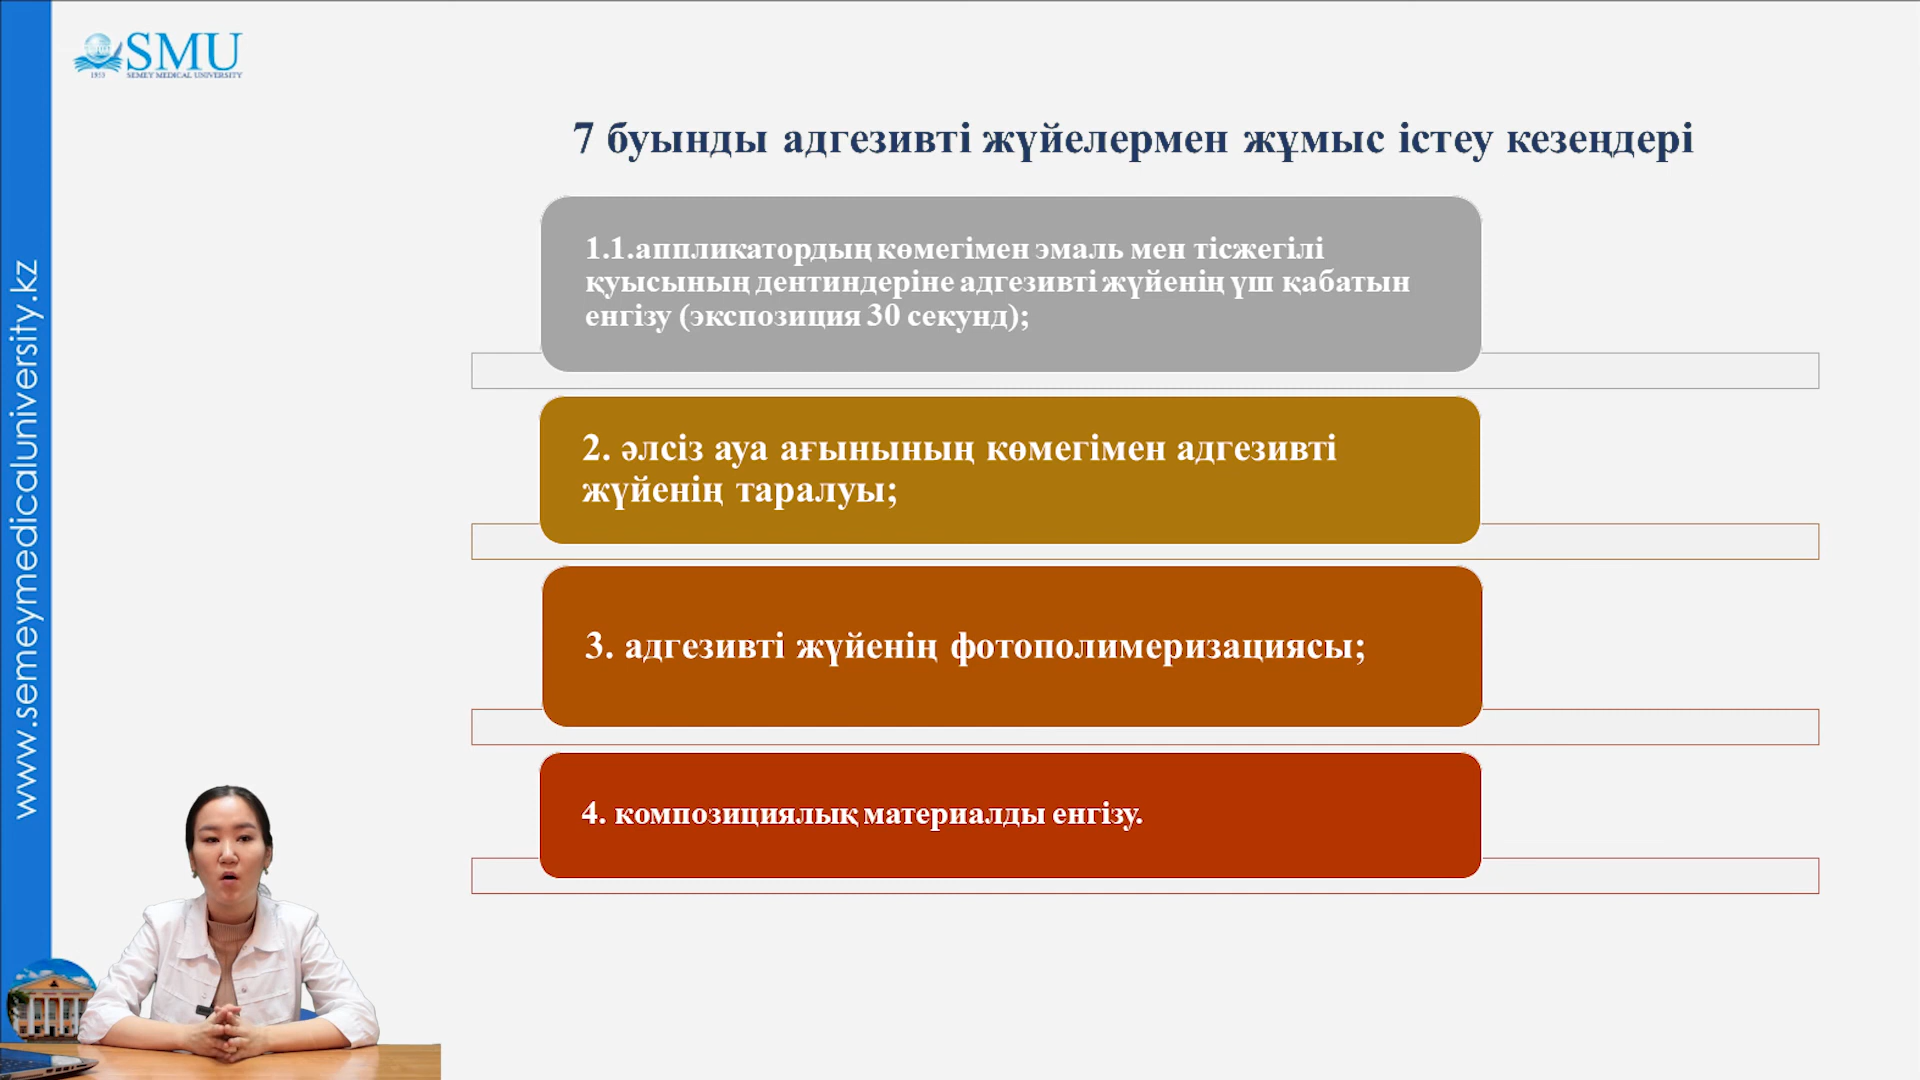 SMU
SEMEY MEDICAL UNIVERSITY
1953
www.semeymedicaluniversity.kz
7 буынды адгезивті жүйелермен жұмыс істеу кезеңдері
1.1.аппликатордың көмегімен эмаль мен тісжегілі
қуысының дентиндеріне адгезивті жүйенің үш қабатын
енгізу (экспозиция 30 секунд);
2. әлсіз ауа ағынының көмегімен адгезивті
жүйенің таралуы;
3. адгезивті жүйенің фотополимеризациясы;
4. композициялық материалды енгізу.